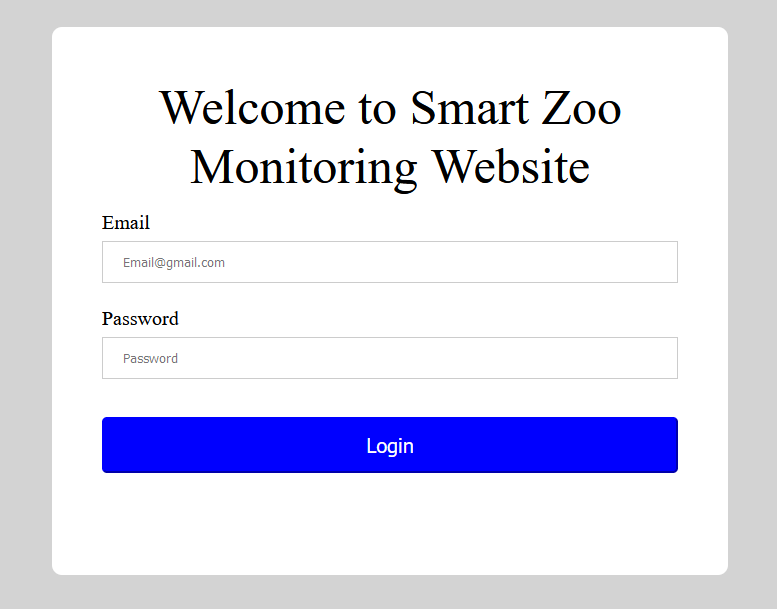 Welcome to Smart Zoo
Monitoring Website
Email
Email@gmail.com
Password
Password
Login